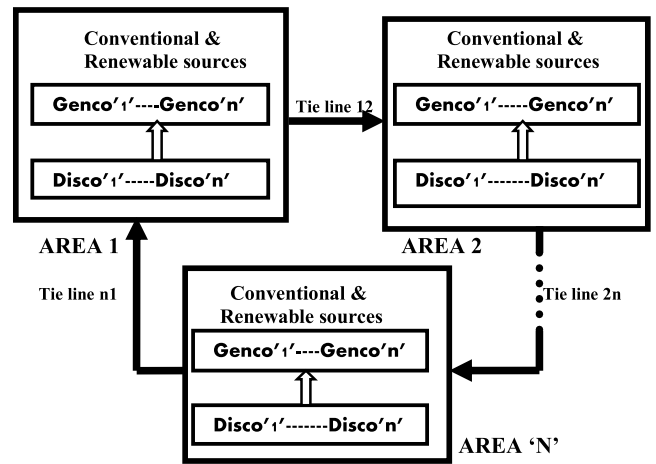 Conventional &
Renewable sources
Genco'1'----Genco'n'
Disco'1'-----Disco'n'
AREA 1
Tie line 12
Conventional &
Renewable sources
Genco'1'-----Genco'n'
Disco'1'-------Disco'n'
AREA 2
Tie line n1
Tie line 2n
Conventional &
Renewable sources
Genco'1'----Genco'n'
Disco'1'-------Disco'n'
AREA ‘N’